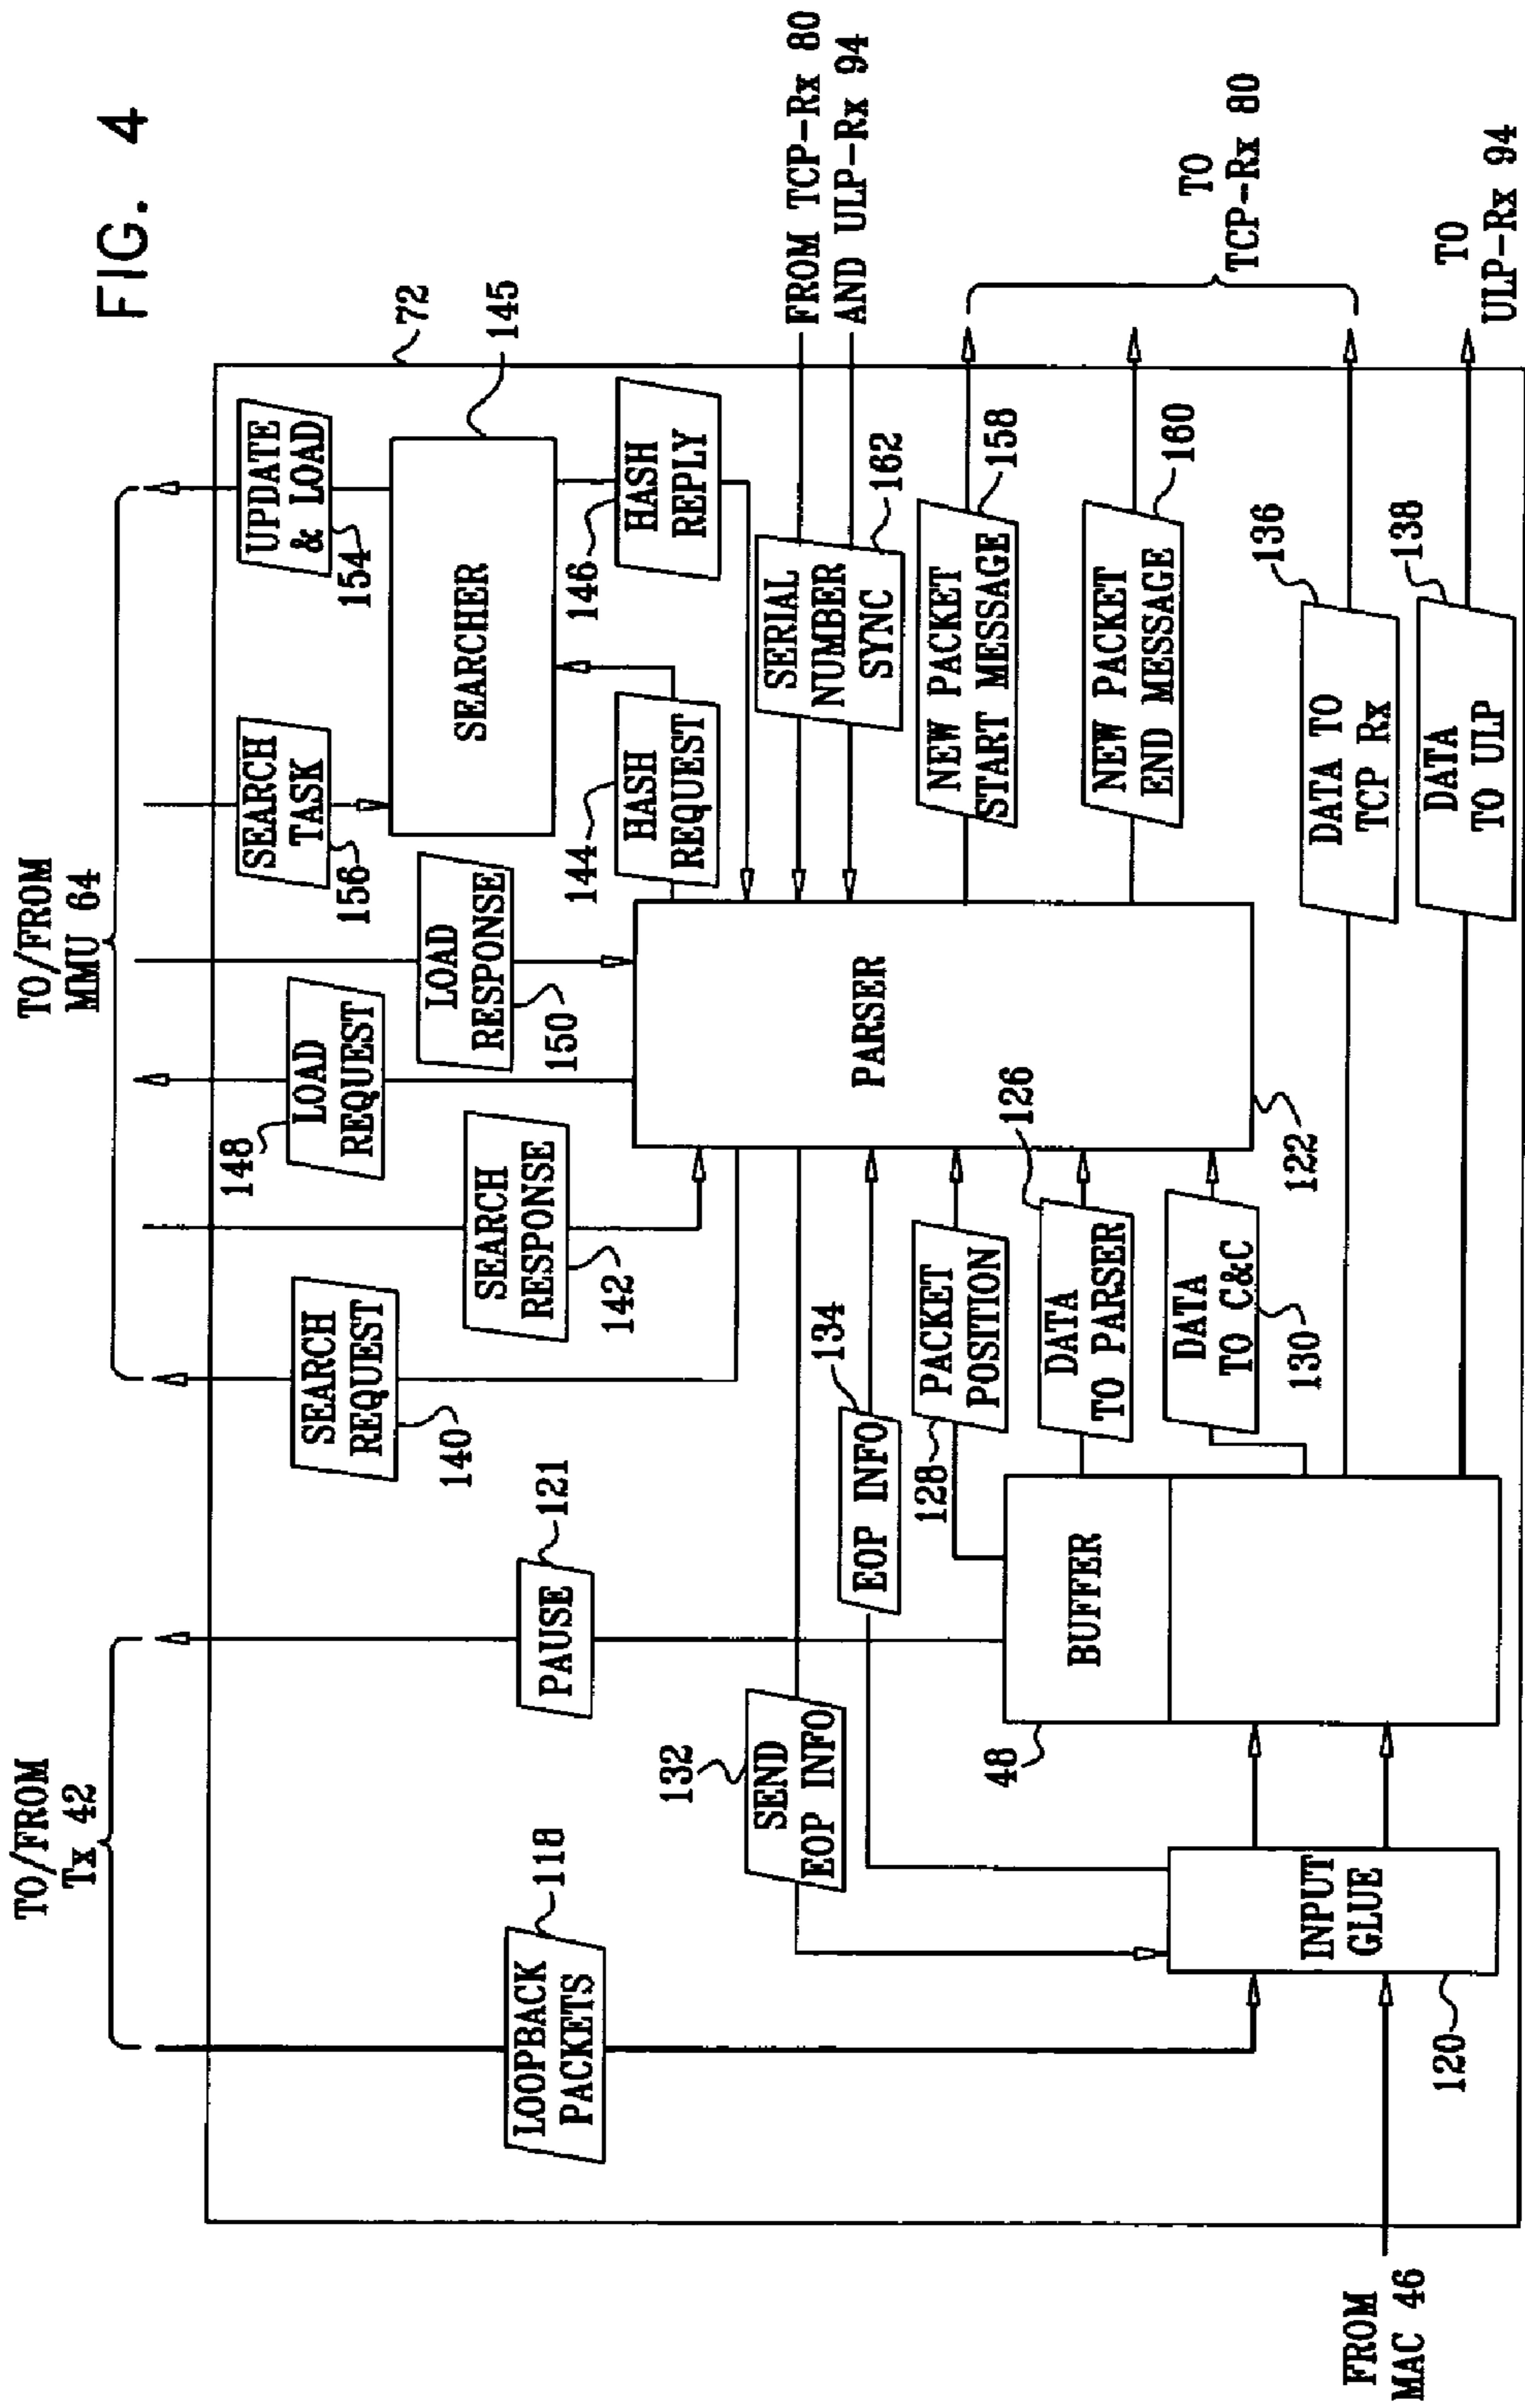 FIG. 4
TO/FROM
Tx 42
TO/FROM
MMU 64
LOOPBACK
PACKETS
118
PAUSE
121
SEARCH
REQUEST
140
SEARCH
RESPONSE
142
148
LOAD
REQUEST
LOAD
RESPONSE
150
SEARCH
TASK
156
UPDATE
& LOAD
154
72
SEARCHER
145
144
HASH
REQUEST
146
HASH
REPLY
132
SEND
EOP INFO
134
EOP INFO
128
PACKET
POSITION
126
DATA
TO PARSER
DATA
TO C&C
130
PARSER
122
SERIAL
NUMBER
SYNC
162
FROM TCP-Rx 80
AND ULP-Rx 94
NEW PACKET
START MESSAGE
158
NEW PACKET
END MESSAGE
160
DATA TO
TCP Rx
136
DATA
TO ULP
138
TO
TCP-Rx 80
TO
ULP-Rx 94
BUFFER
48
INPUT
GLUE
120
FROM
MAC 46